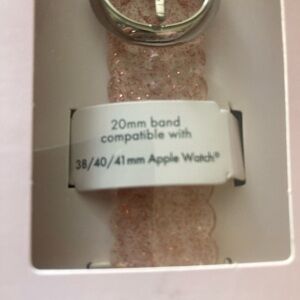 20mm band
compatible with
38/40/41mm Apple Watch®